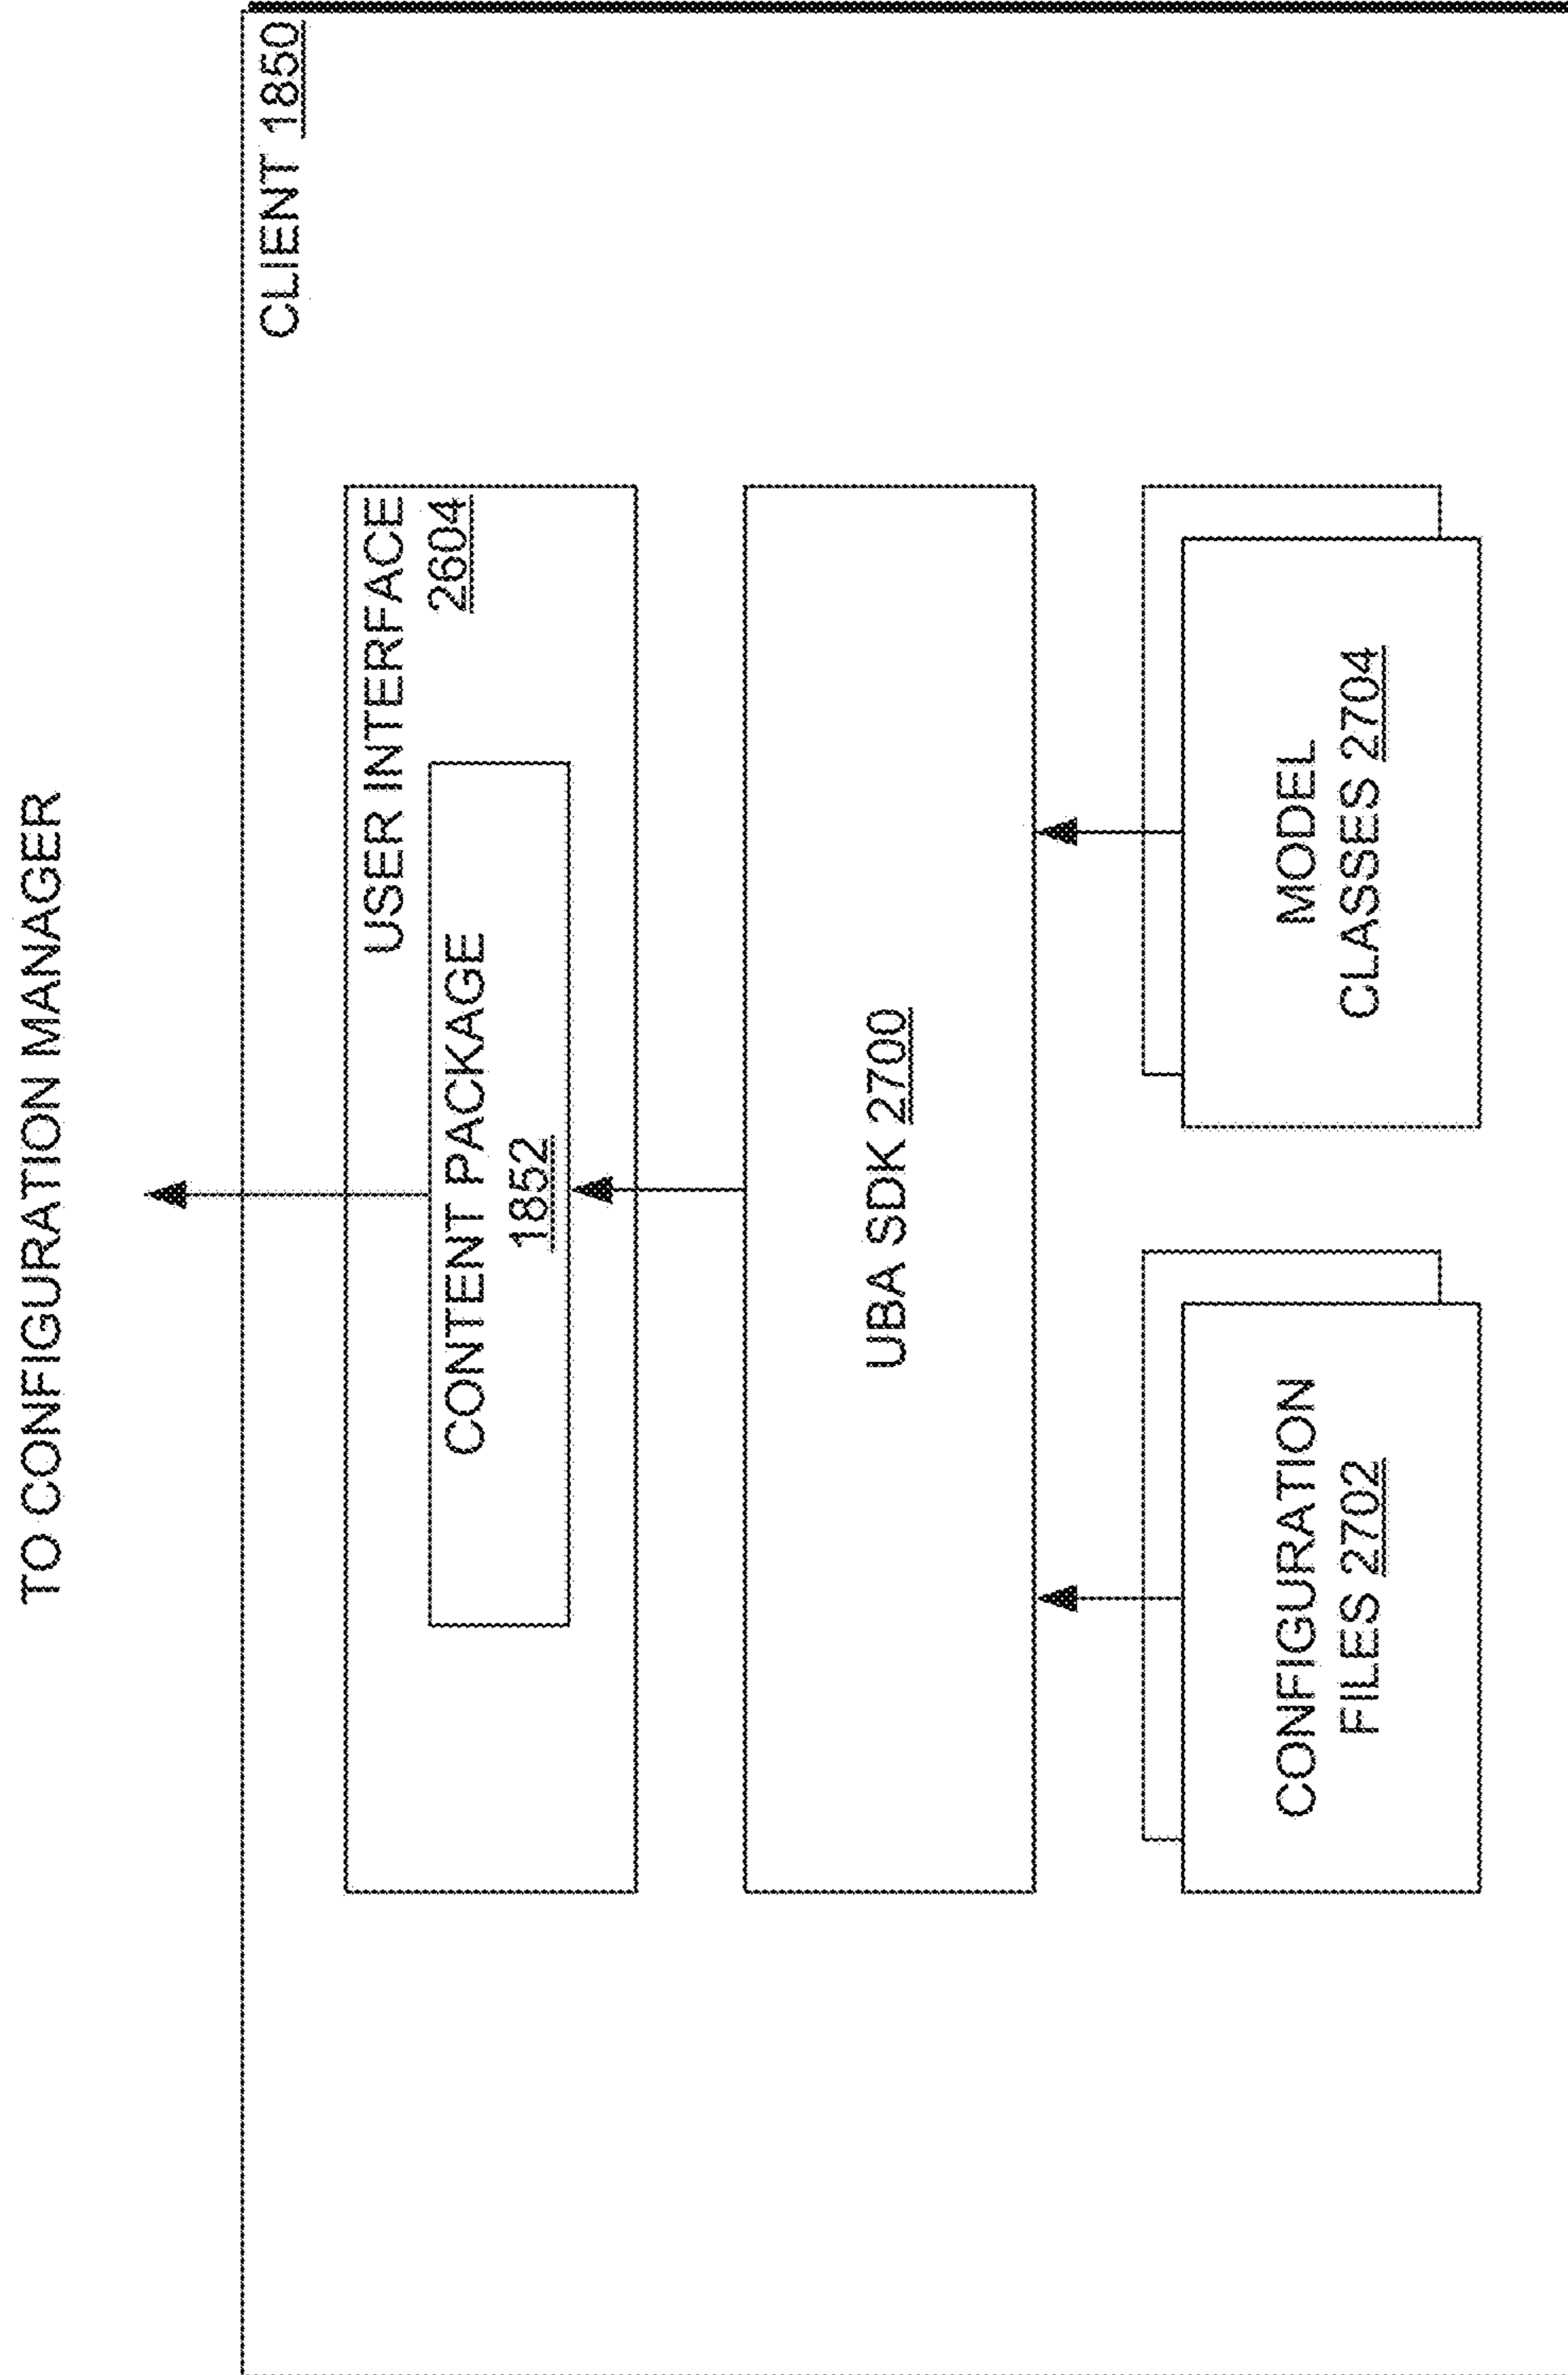 TO CONFIGURATION MANAGER
CLIENT 1850
USER INTERFACE
2604
CONTENT PACKAGE
1852
UBA SDK 2700
CONFIGURATION
FILES 2702
MODEL
CLASSES 2704